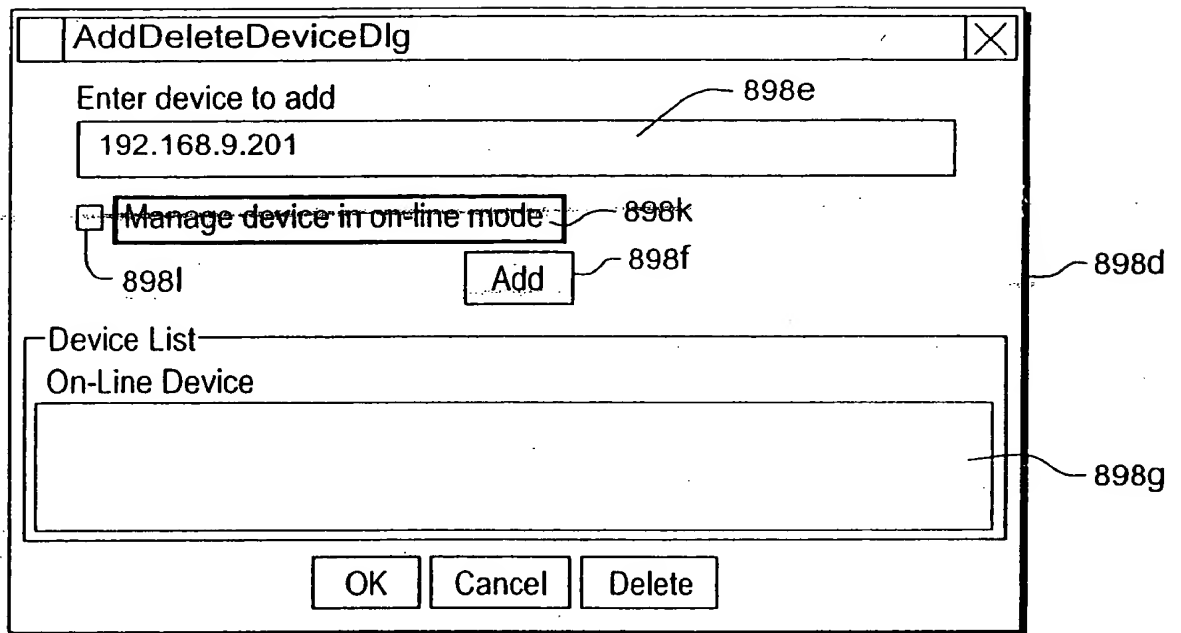 AddDeleteDeviceDlg
Enter device to add
898e
192.168.9.201
Manage device in on-line mode
898k
898l
Add
898f
898d
Device List
On-Line Device
898g
OK
Cancel
Delete